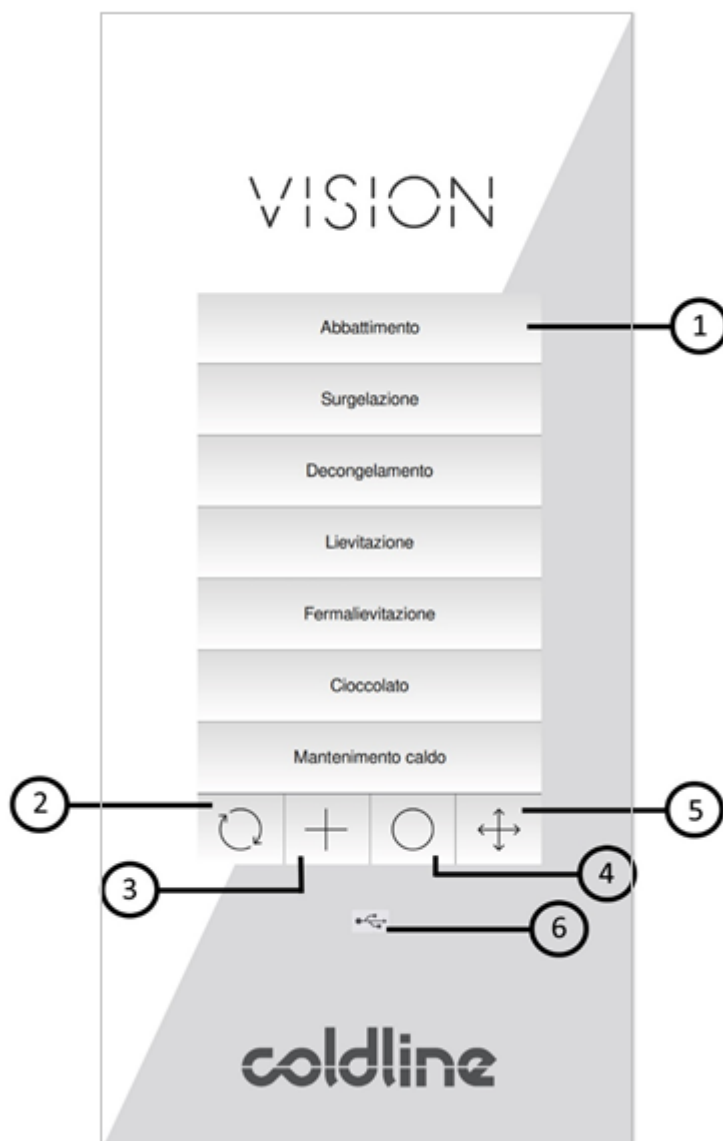 VISION
Abbattimento
1
Surgelazione
Decongelamento
Lievitazione
Fermalievitazione
Cioccolato
Mantenimento caldo
2
5
3
4
6
coldline